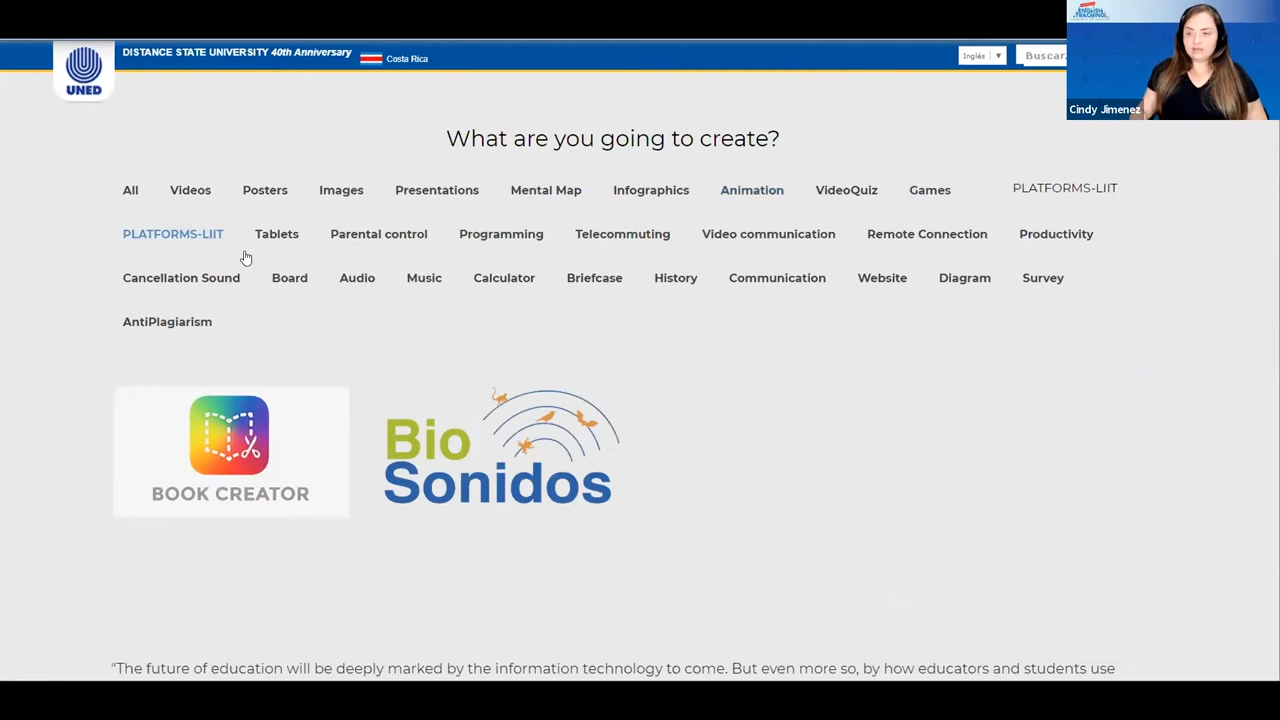 DISTANCE STATE UNIVERSITY 40th Anniversary
Costa Rica
Inglés
Buscar
UNED
ENGLISH
TEACHING
Cindy Jimenez
What are you going to create?
All Videos Posters Images Presentations Mental Map Infographics Animation VideoQuiz Games PLATFORMS-LIIT
PLATFORMS-LIIT Tablets Parental control Programming Telecommuting Video communication Remote Connection Productivity
Cancellation Sound Board Audio Music Calculator Briefcase History Communication Website Diagram Survey
AntiPlagiarism
BOOK CREATOR
Bio
Sonidos
"The future of education will be deeply marked by the information technology to come. But even more so, by how educators and students use